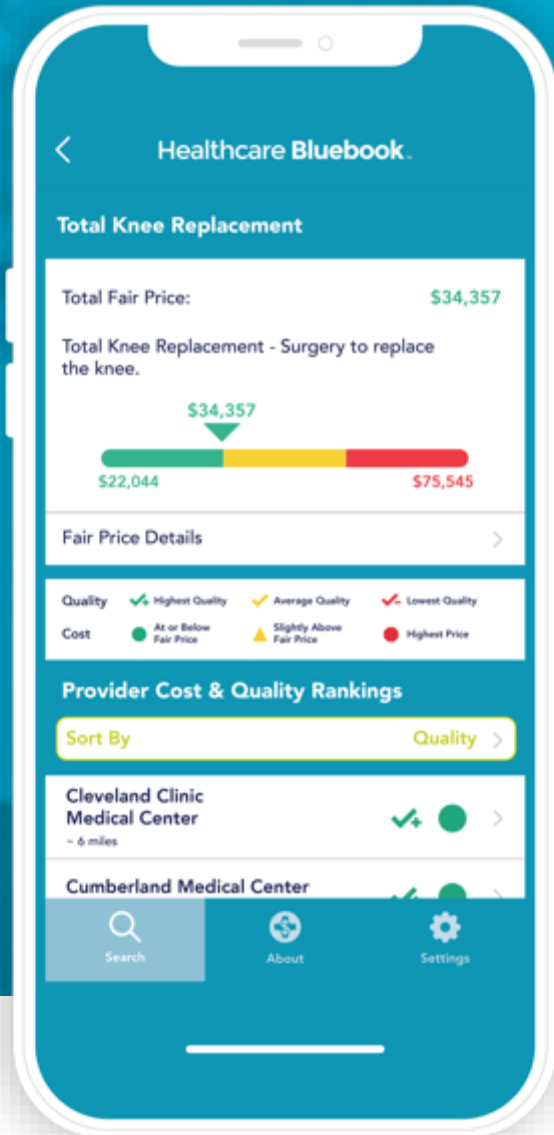 Healthcare Bluebook™
Total Knee Replacement
Total Fair Price: $34,357
Total Knee Replacement - Surgery to replace
the knee.
$34,357
$22,044 $75,545
Fair Price Details
Quality Highest Quality Average Quality Lowest Quality
Cost At or Below Fair Price Slightly Above Fair Price Highest Price
Provider Cost & Quality Rankings
Sort By Quality
Cleveland Clinic
Medical Center
~ 6 miles
Cumberland Medical Center
Search About Settings